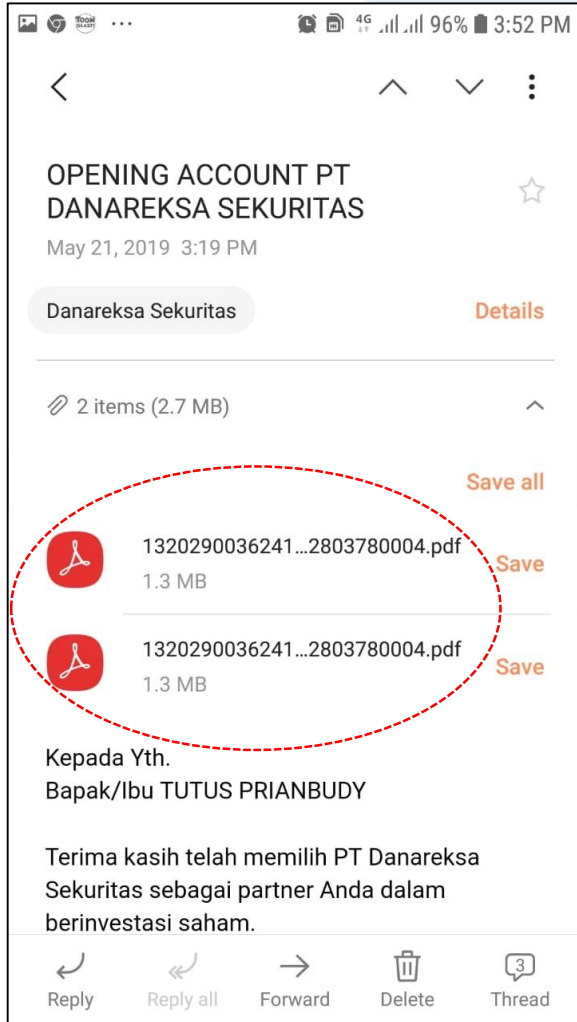 4G 96% 3:52 PM
OPENING ACCOUNT PT
DANAREKSA SEKURITAS
May 21, 2019 3:19 PM
Danareksa Sekuritas
Details
2 items (2.7 MB)
Save all
1320290036241...2803780004.pdf
Save
1.3 MB
1320290036241...2803780004.pdf
Save
1.3 MB
Kepada Yth.
Bapak/Ibu TUTUS PRIANBUDY
Terima kasih telah memilih PT Danareksa
Sekuritas sebagai partner Anda dalam
berinvestasi saham.
3
Reply Reply all Forward Delete Thread